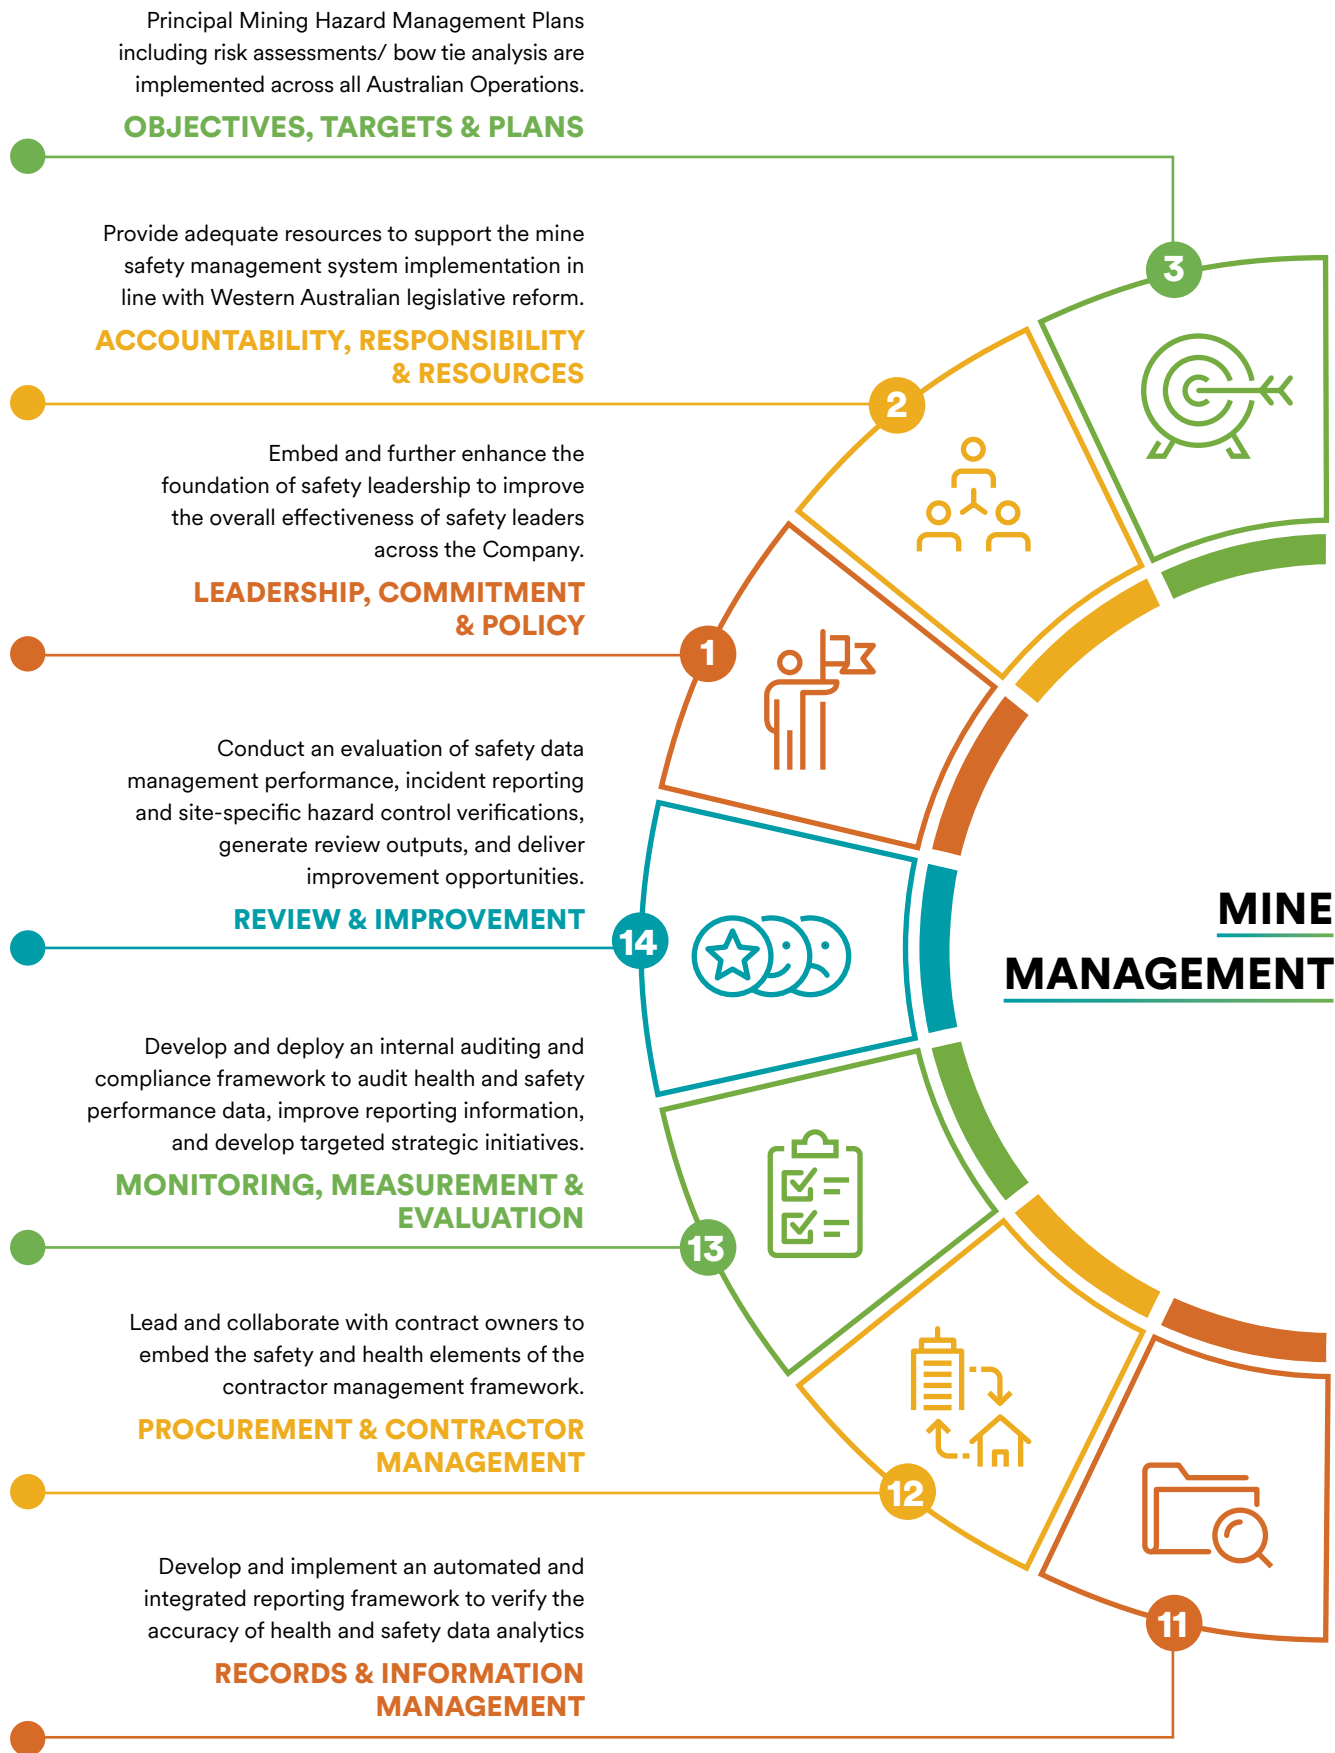 Principal Mining Hazard Management Plans
including risk assessments/ bow tie analysis are
implemented across all Australian Operations.
OBJECTIVES, TARGETS & PLANS
3
Provide adequate resources to support the mine
safety management system implementation in
line with Western Australian legislative reform.
ACCOUNTABILITY, RESPONSIBILITY
& RESOURCES
2
Embed and further enhance the
foundation of safety leadership to improve
the overall effectiveness of safety leaders
across the Company.
LEADERSHIP, COMMITMENT
& POLICY
1
Conduct an evaluation of safety data
management performance, incident reporting
and site-specific hazard control verifications,
generate review outputs, and deliver
improvement opportunities.
REVIEW & IMPROVEMENT
14
MINE
MANAGEMENT
Develop and deploy an internal auditing and
compliance framework to audit health and safety
performance data, improve reporting information,
and develop targeted strategic initiatives.
MONITORING, MEASUREMENT &
EVALUATION
13
Lead and collaborate with contract owners to
embed the safety and health elements of the
contractor management framework.
PROCUREMENT & CONTRACTOR
MANAGEMENT
12
Develop and implement an automated and
integrated reporting framework to verify the
accuracy of health and safety data analytics
RECORDS & INFORMATION
MANAGEMENT
11